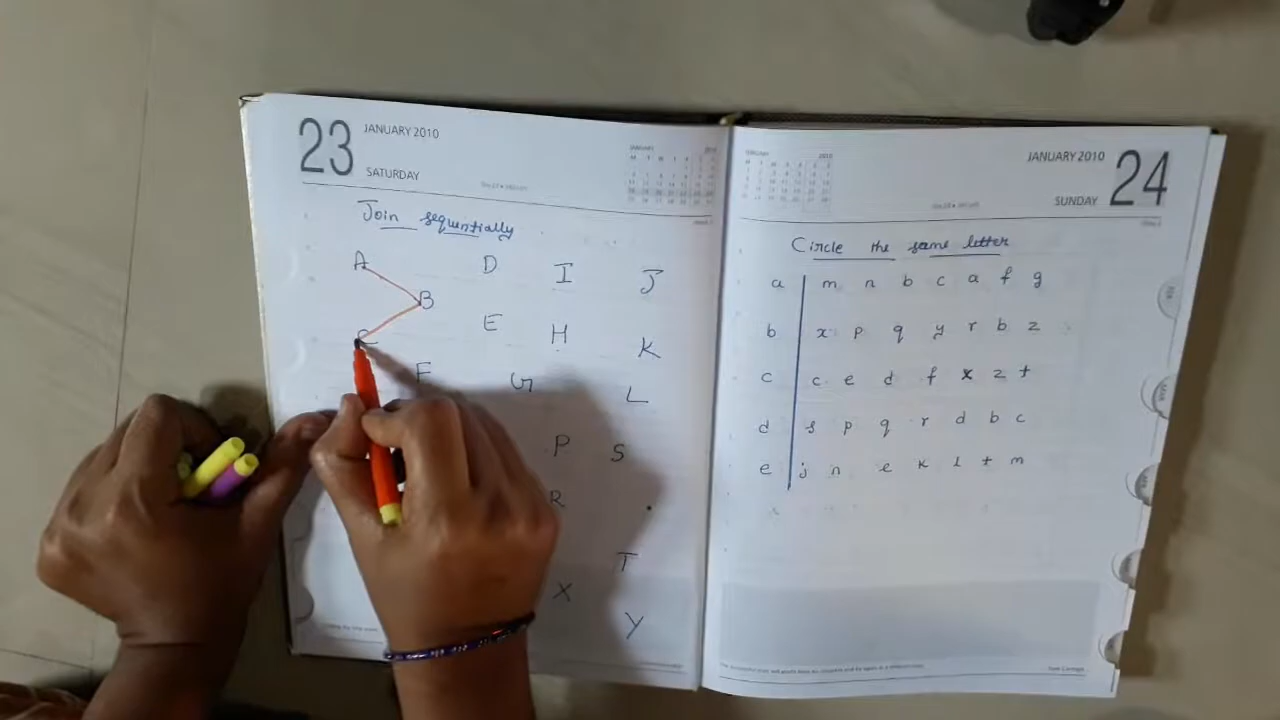 23 JANUARY 2010
SATURDAY
Join sequentially
A D I J
B
E H
C K
F G L
P S
R
T
X
Y
JANUARY 2010 24
SUNDAY
Circle the same letter
a m n b c a f g
b x p q y r b z
c c e d f x z t
d s p q r d b c
e j n e k l t m